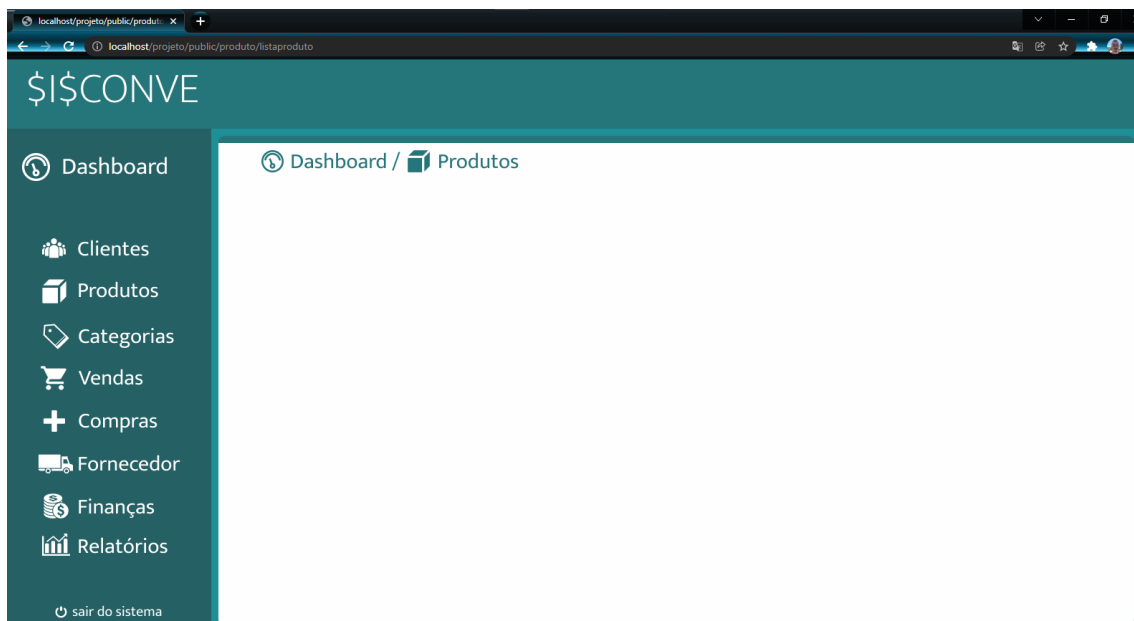 localhost/projeto/public/produto
localhost/projeto/public/produto/listaproduto
$I$CONVE
Dashboard
Dashboard / Produtos
Clientes
Produtos
Categorias
Vendas
Compras
Fornecedor
Finanças
Relatórios
sair do sistema